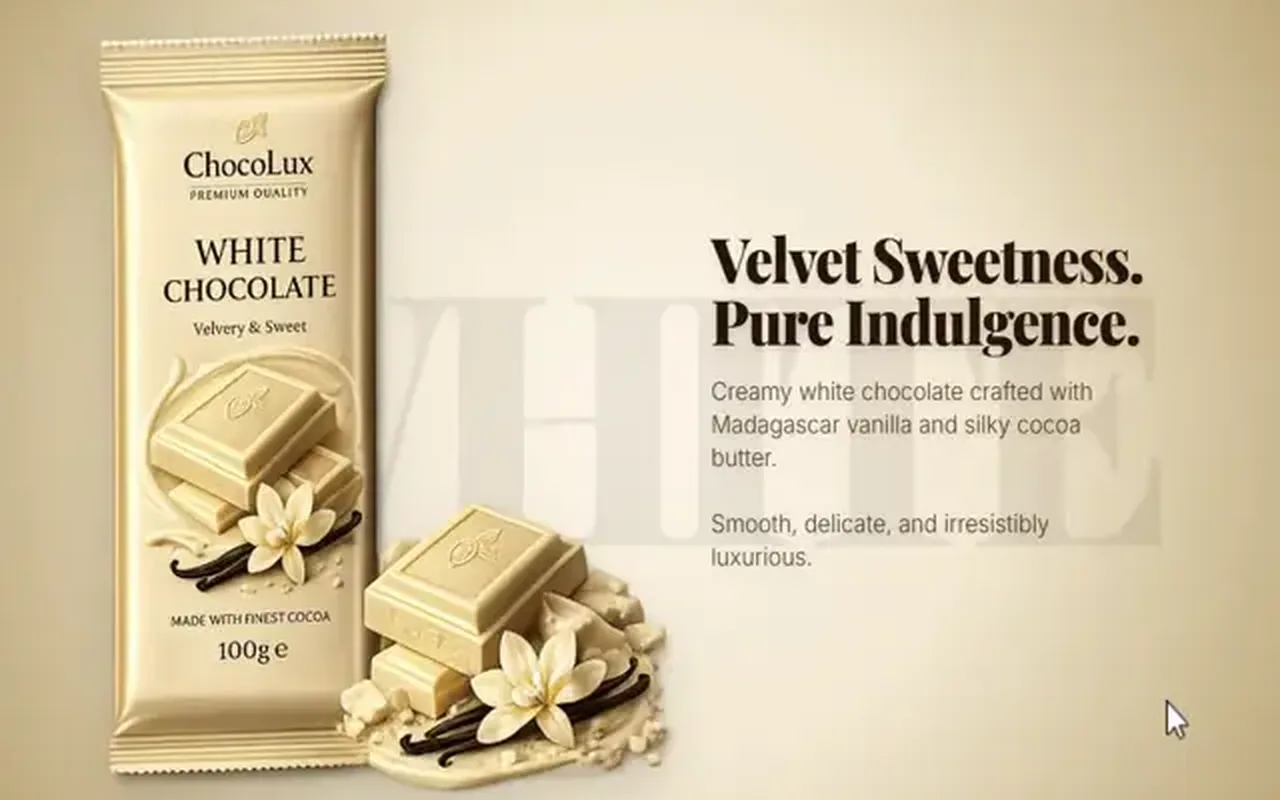 ChocoLux
PREMIUM QUALITY
WHITE
CHOCOLATE
Velvery & Sweet
MADE WITH FINEST COCOA
100g e
WHITE
Velvet Sweetness.
Pure Indulgence.
Creamy white chocolate crafted with
Madagascar vanilla and silky cocoa
butter.
Smooth, delicate, and irresistibly
luxurious.